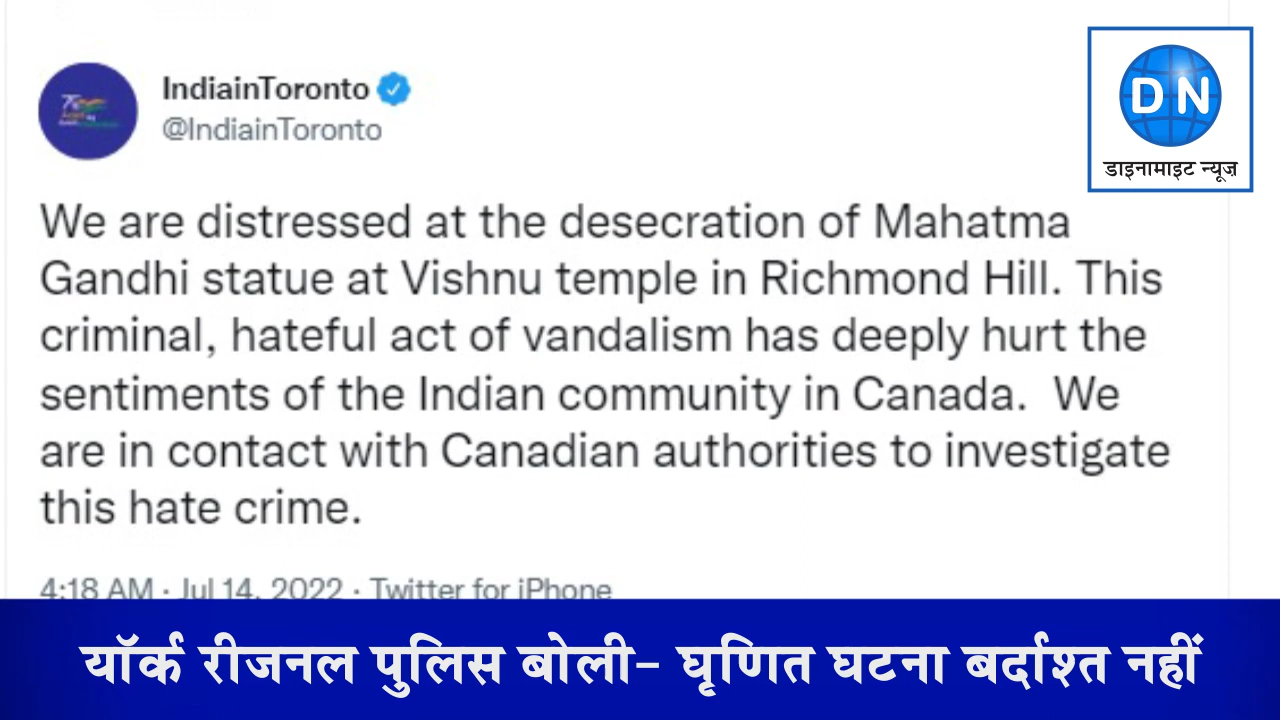 IndiainToronto
@IndiainToronto
DN
डाइनामाइट न्यूज़
We are distressed at the desecration of Mahatma
Gandhi statue at Vishnu temple in Richmond Hill. This
criminal, hateful act of vandalism has deeply hurt the
sentiments of the Indian community in Canada. We
are in contact with Canadian authorities to investigate
this hate crime.
4:18 AM · Jul 14, 2022 · Twitter for iPhone
यॉर्क रीजनल पुलिस बोली- घृणित घटना बर्दाश्त नहीं